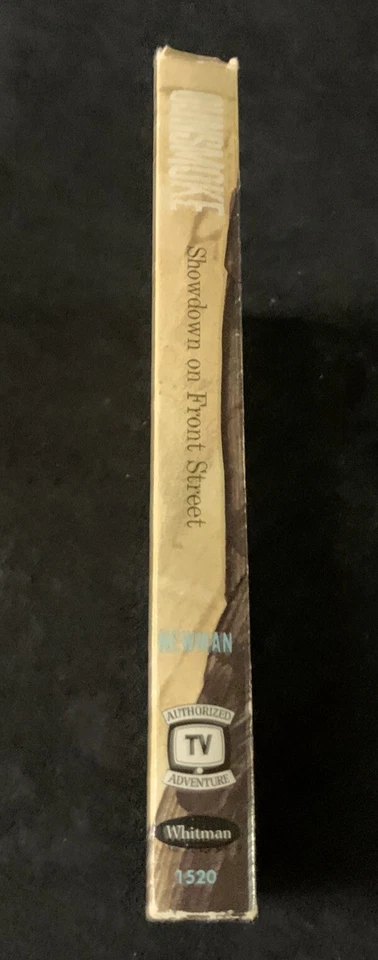 GUNSMOKE
Showdown on Front Street
NEWMAN
AUTHORIZED
TV
ADVENTURE
Whitman
1520